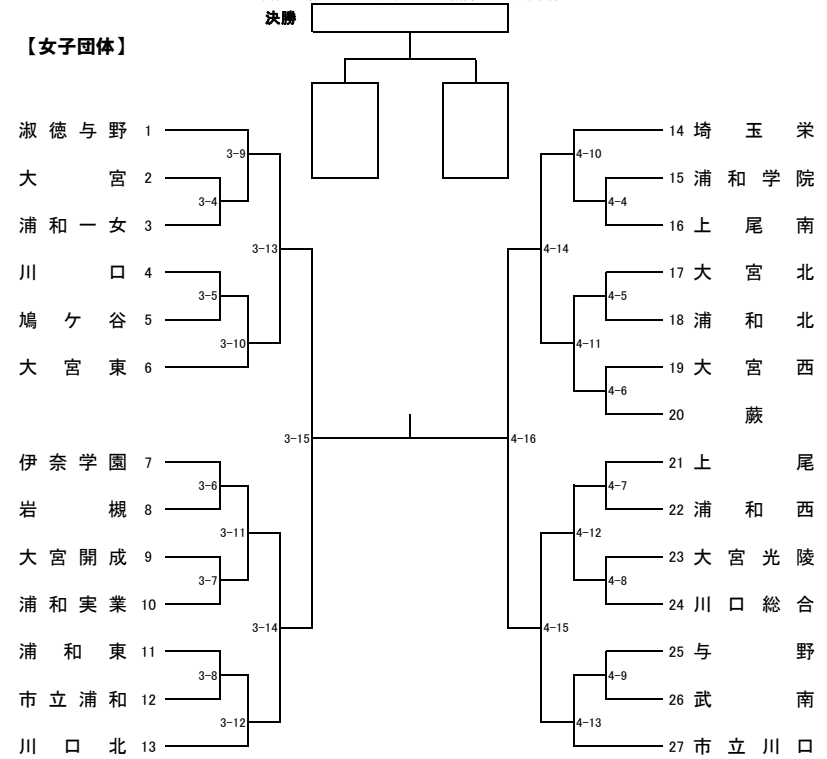 決勝
【女子団体】
淑徳与野 1
大宮 2
浦和一女 3
川口 4
鳩ケ谷 5
大宮東 6
伊奈学園 7
岩槻 8
大宮開成 9
浦和実業 10
浦和東 11
市立浦和 12
川口北 13
3-9
3-4
3-13
3-5
3-10
3-15
3-6
3-11
3-7
3-14
3-8
3-12
14 埼玉栄
15 浦和学院
16 上尾南
17 大宮北
18 浦和北
19 大宮西
20 蕨
21 上尾
22 浦和西
23 大宮光陵
24 川口総合
25 与野
26 武南
27 市立川口
4-10
4-4
4-14
4-5
4-11
4-6
4-16
4-7
4-12
4-8
4-15
4-9
4-13